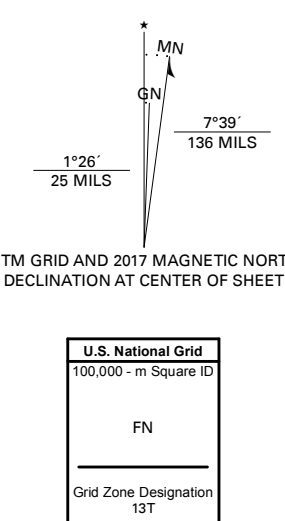 ★
MN
GN
7°39´
136 MILS
1°26´
25 MILS
TM GRID AND 2017 MAGNETIC NORT
DECLINATION AT CENTER OF SHEET
U.S. National Grid
100,000 - m Square ID
FN
Grid Zone Designation
13T